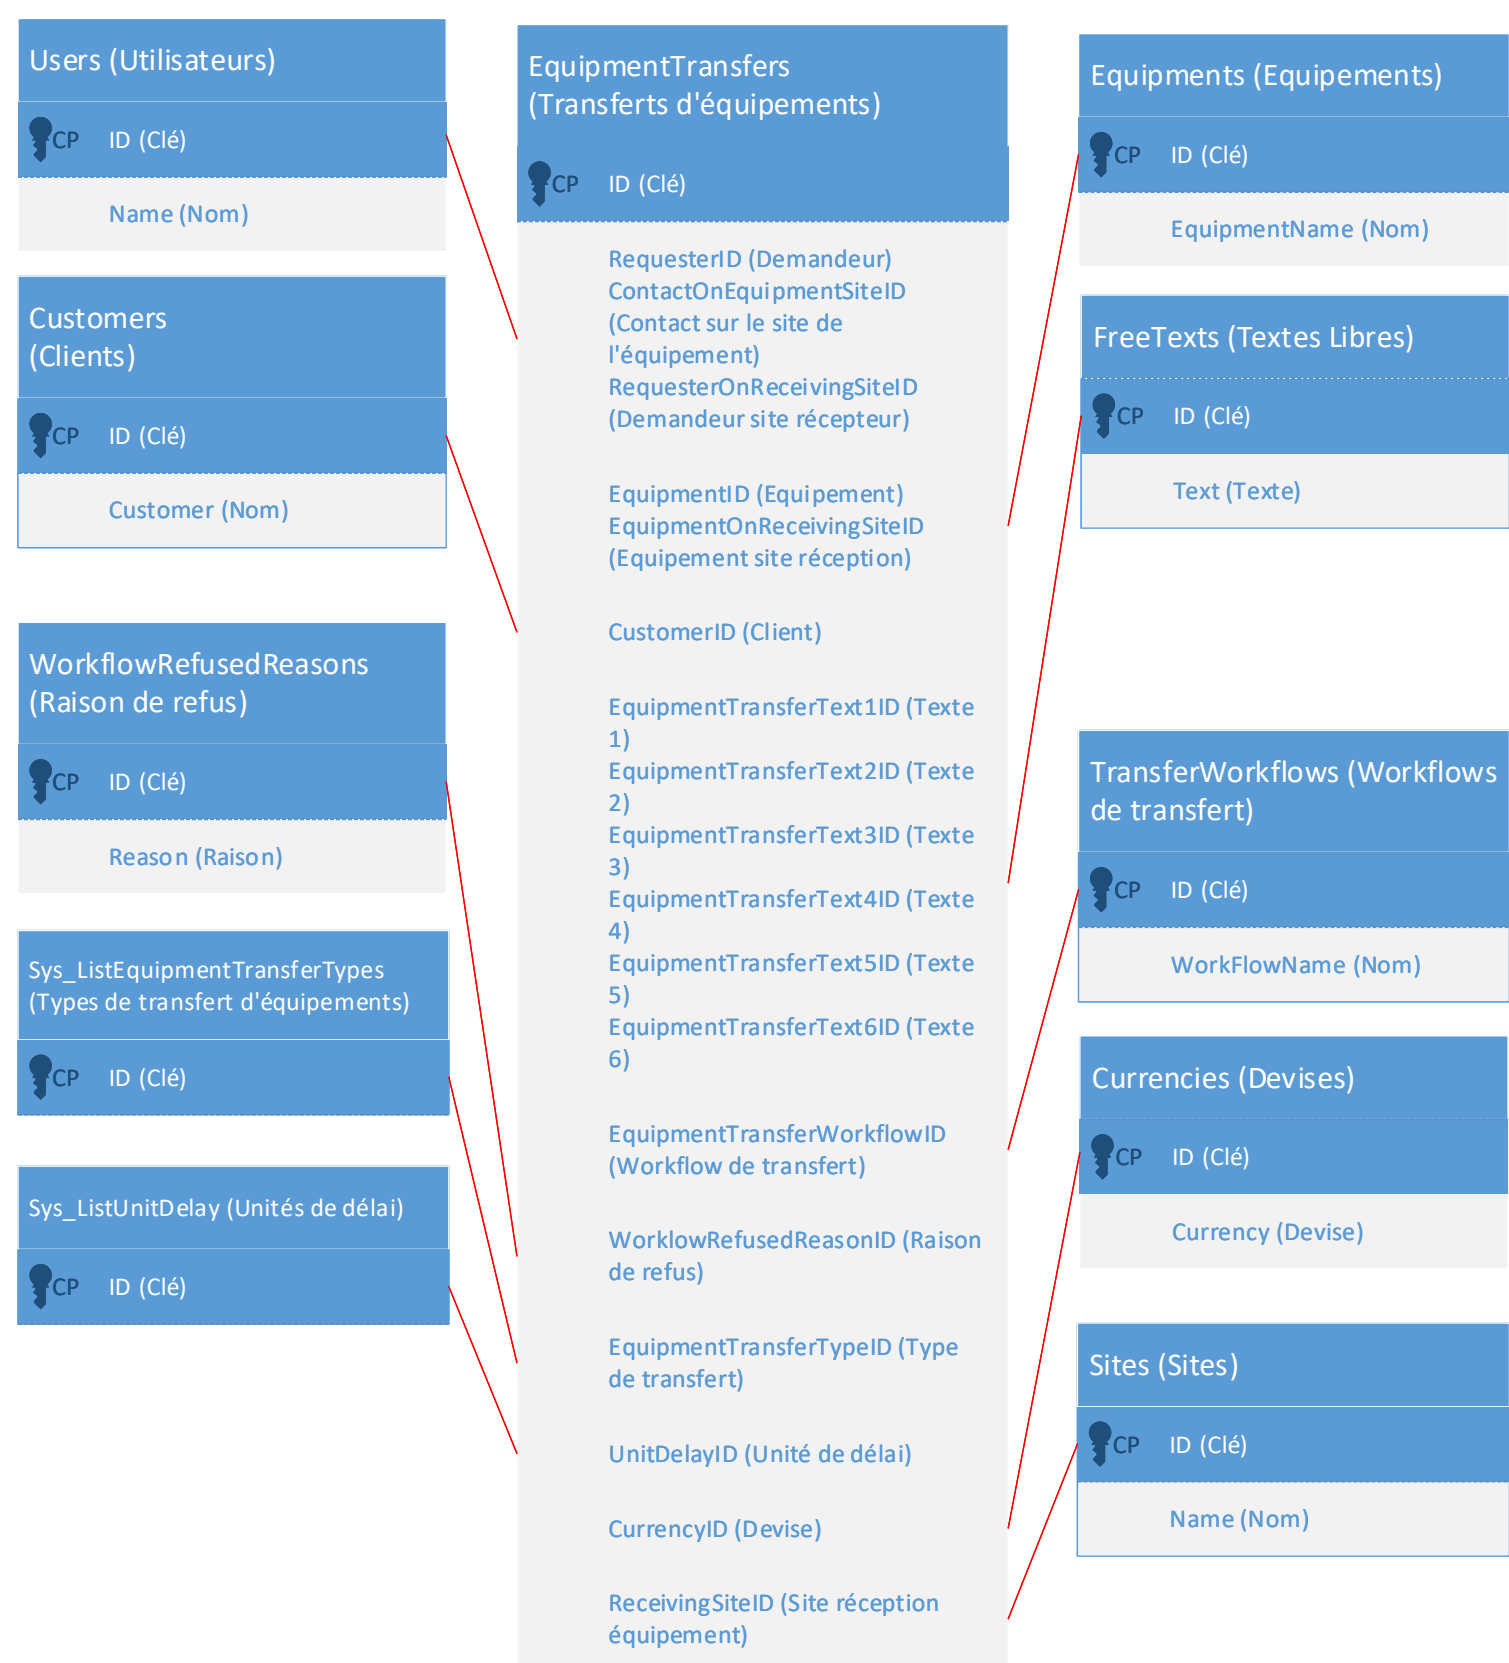 Users (Utilisateurs)
CP ID (Clé)
Name (Nom)
Customers
(Clients)
CP ID (Clé)
Customer (Nom)
WorkflowRefusedReasons
(Raison de refus)
CP ID (Clé)
Reason (Raison)
Sys_ListEquipmentTransferTypes
(Types de transfert d'équipements)
CP ID (Clé)
Sys_ListUnitDelay (Unités de délai)
CP ID (Clé)
EquipmentTransfers
(Transferts d'équipements)
CP ID (Clé)
RequesterID (Demandeur)
ContactOnEquipmentSiteID
(Contact sur le site de
l'équipement)
RequesterOnReceivingSiteID
(Demandeur site récepteur)
EquipmentID (Equipement)
EquipmentOnReceivingSiteID
(Equipement site réception)
CustomerID (Client)
EquipmentTransferText1ID (Texte
1)
EquipmentTransferText2ID (Texte
2)
EquipmentTransferText3ID (Texte
3)
EquipmentTransferText4ID (Texte
4)
EquipmentTransferText5ID (Texte
5)
EquipmentTransferText6ID (Texte
6)
EquipmentTransferWorkflowID
(Workflow de transfert)
WorklowRefusedReasonID (Raison
de refus)
EquipmentTransferTypeID (Type
de transfert)
UnitDelayID (Unité de délai)
CurrencyID (Devise)
ReceivingSiteID (Site réception
équipement)
Equipments (Equipements)
CP ID (Clé)
EquipmentName (Nom)
FreeTexts (Textes Libres)
CP ID (Clé)
Text (Texte)
TransferWorkflows (Workflows
de transfert)
CP ID (Clé)
WorkFlowName (Nom)
Currencies (Devises)
CP ID (Clé)
Currency (Devise)
Sites (Sites)
CP ID (Clé)
Name (Nom)